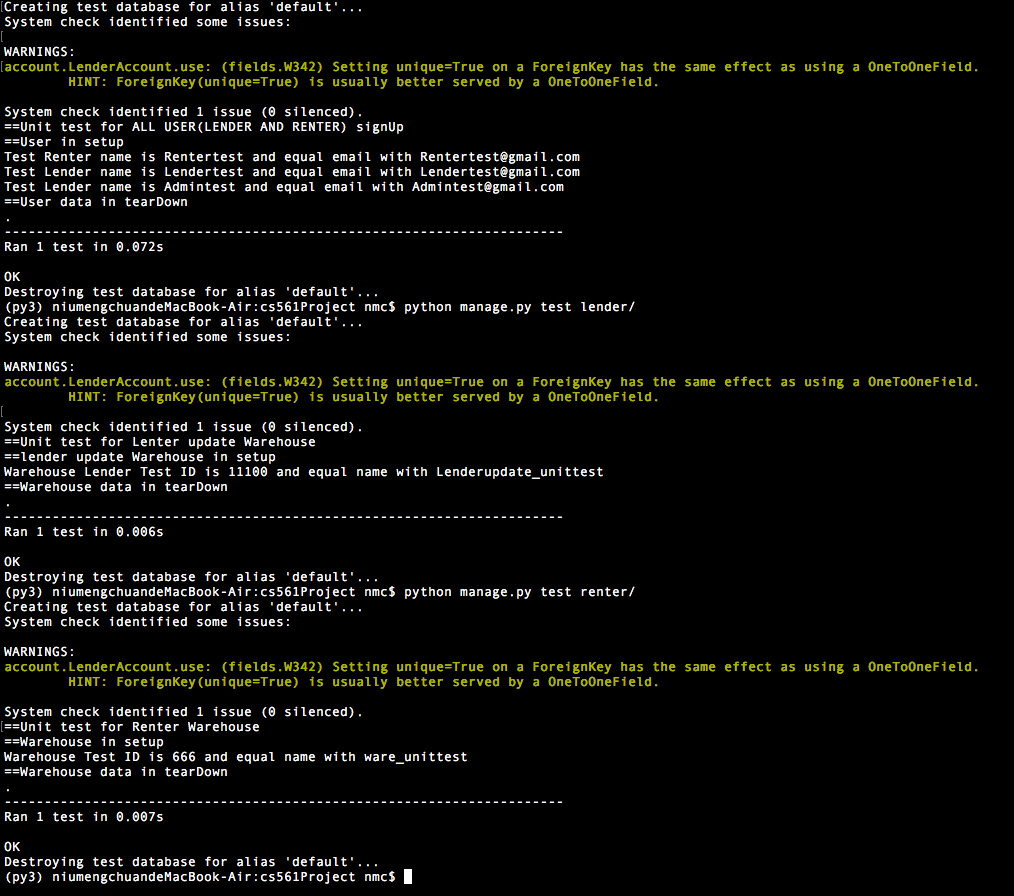 Creating test database for alias 'default'...
System check identified some issues:
[
WARNINGS:
[account.LenderAccount.use: (fields.W342) Setting unique=True on a ForeignKey has the same effect as using a OneToOneField.
HINT: ForeignKey(unique=True) is usually better served by a OneToOneField.
System check identified 1 issue (0 silenced).
==Unit test for ALL USER(LENDER AND RENTER) signUp
==User in setup
Test Renter name is Rentertest and equal email with Rentertest@gmail.com
Test Lender name is Lendertest and equal email with Lendertest@gmail.com
Test Lender name is Admintest and equal email with Admintest@gmail.com
==User data in tearDown
.
----------------------------------------------------------------------
Ran 1 test in 0.072s
OK
Destroying test database for alias 'default'...
(py3) niumengchuandeMacBook-Air:cs561Project nmc$ python manage.py test lender/
Creating test database for alias 'default'...
System check identified some issues:
WARNINGS:
account.LenderAccount.use: (fields.W342) Setting unique=True on a ForeignKey has the same effect as using a OneToOneField.
HINT: ForeignKey(unique=True) is usually better served by a OneToOneField.
[
System check identified 1 issue (0 silenced).
==Unit test for Lenter update Warehouse
==lender update Warehouse in setup
Warehouse Lender Test ID is 11100 and equal name with Lenderupdate_unittest
==Warehouse data in tearDown
.
----------------------------------------------------------------------
Ran 1 test in 0.006s
OK
Destroying test database for alias 'default'...
(py3) niumengchuandeMacBook-Air:cs561Project nmc$ python manage.py test renter/
Creating test database for alias 'default'...
System check identified some issues:
WARNINGS:
account.LenderAccount.use: (fields.W342) Setting unique=True on a ForeignKey has the same effect as using a OneToOneField.
HINT: ForeignKey(unique=True) is usually better served by a OneToOneField.
System check identified 1 issue (0 silenced).
[==Unit test for Renter Warehouse
==Warehouse in setup
Warehouse Test ID is 666 and equal name with ware_unittest
==Warehouse data in tearDown
.
----------------------------------------------------------------------
Ran 1 test in 0.007s
OK
Destroying test database for alias 'default'...
(py3) niumengchuandeMacBook-Air:cs561Project nmc$